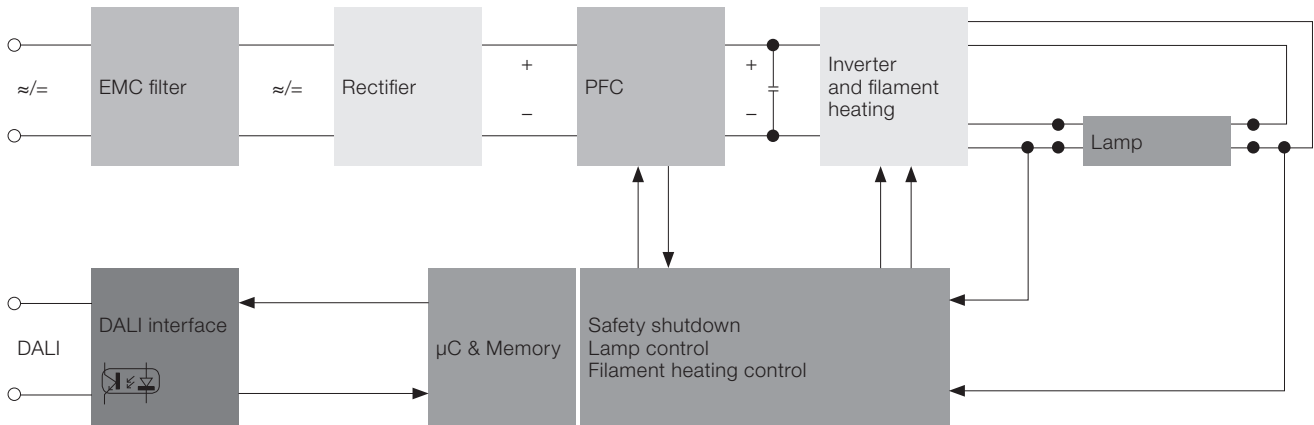 ≈/=
EMC filter
≈/=
Rectifier
+
−
PFC
+
−
Inverter
and filament
heating
Lamp
DALI
DALI interface
µC & Memory
Safety shutdown
Lamp control
Filament heating control